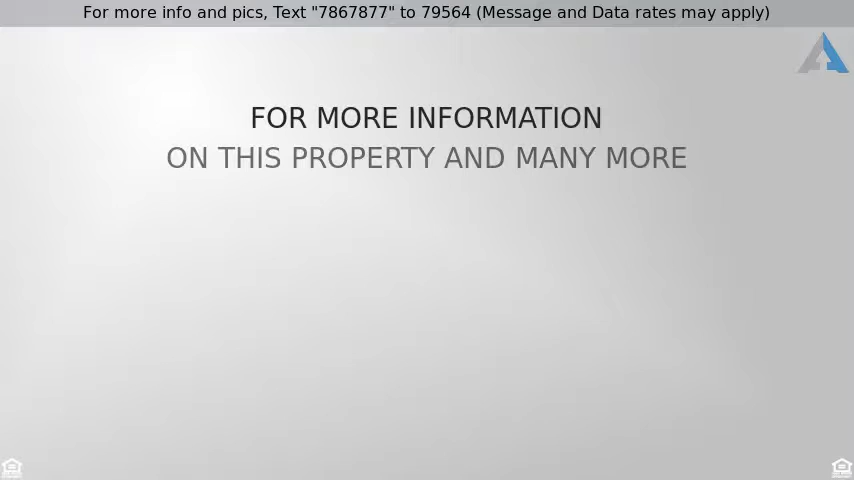 For more info and pics, Text "7867877" to 79564 (Message and Data rates may apply)
FOR MORE INFORMATION
ON THIS PROPERTY AND MANY MORE